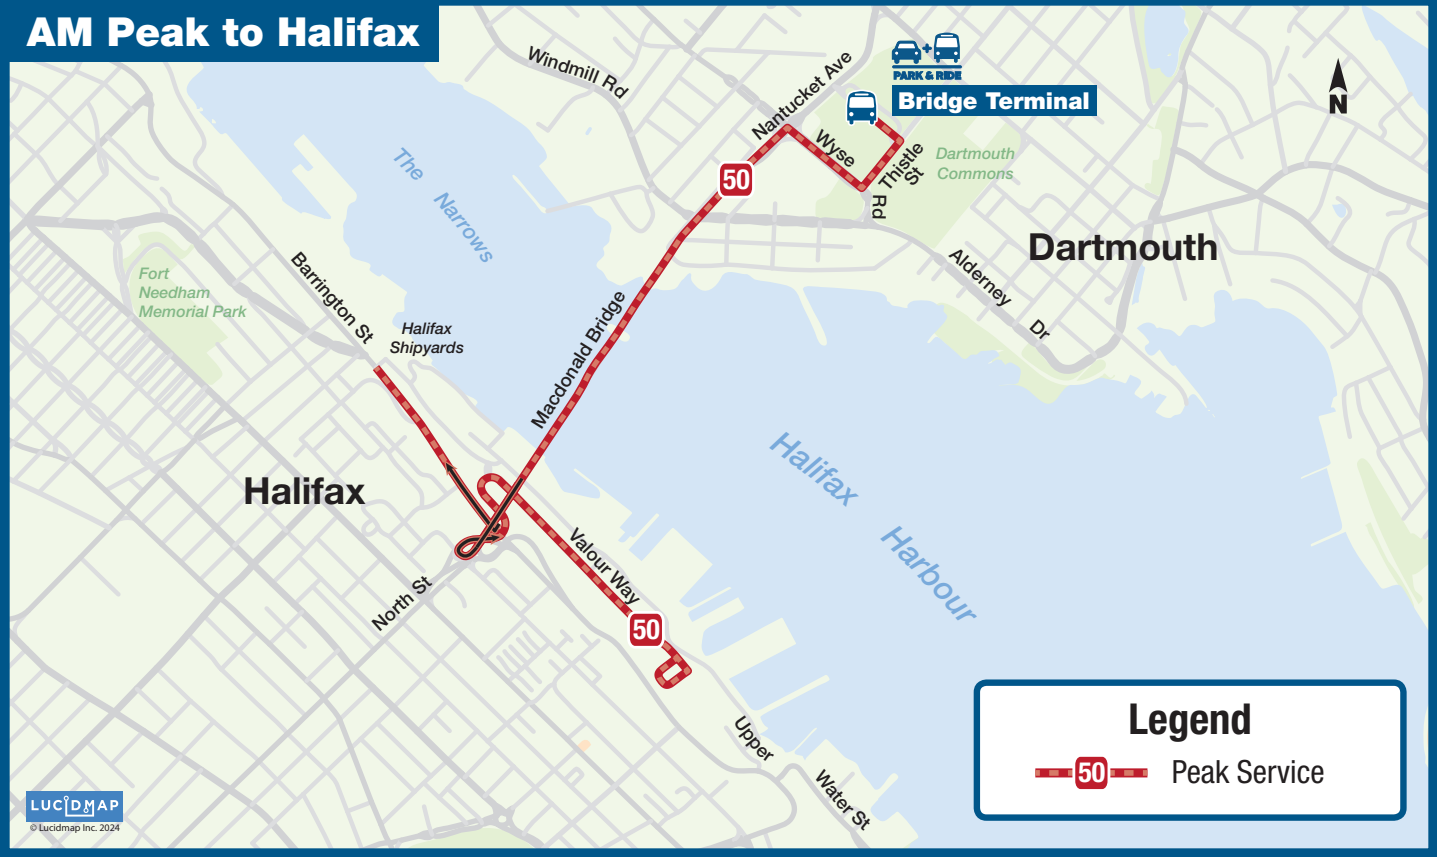 AM Peak to Halifax
Windmill Rd
Nantucket Ave
PARK & RIDE
Bridge Terminal
N
Wyse
Rd
Thistle
St
Dartmouth
Commons
50
The Narrows
Dartmouth
Fort
Needham
Memorial Park
Barrington St
Halifax
Shipyards
Macdonald Bridge
Alderney
Dr
Halifax
Halifax Harbour
North St
Valour Way
50
Upper
Water St
Legend
50 Peak Service
LUCIDMAP
© Lucidmap Inc. 2024